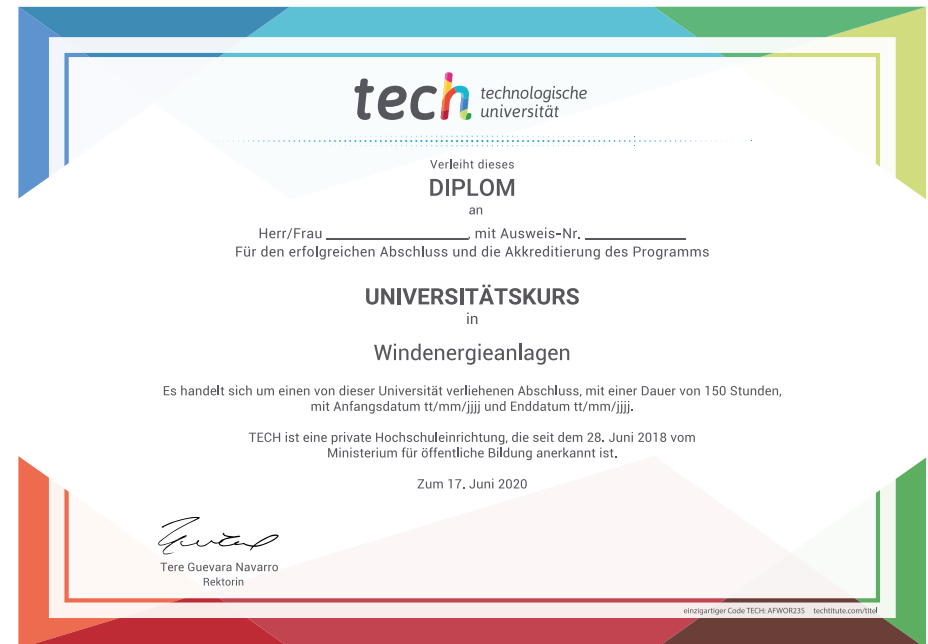 tech technologische
universität
Verleiht dieses
DIPLOM
an
Herr/Frau ____________________, mit Ausweis-Nr. ______________
Für den erfolgreichen Abschluss und die Akkreditierung des Programms
UNIVERSITÄTSKURS
in
Windenergieanlagen
Es handelt sich um einen von dieser Universität verliehenen Abschluss, mit einer Dauer von 150 Stunden,
mit Anfangsdatum tt/mm/jjjj und Enddatum tt/mm/jjjj.
TECH ist eine private Hochschuleinrichtung, die seit dem 28. Juni 2018 vom
Ministerium für öffentliche Bildung anerkannt ist.
Zum 17. Juni 2020
Tere Guevara Navarro
Rektorin
einzigartiger Code TECH: AFWOR23S techtitute.com/titel